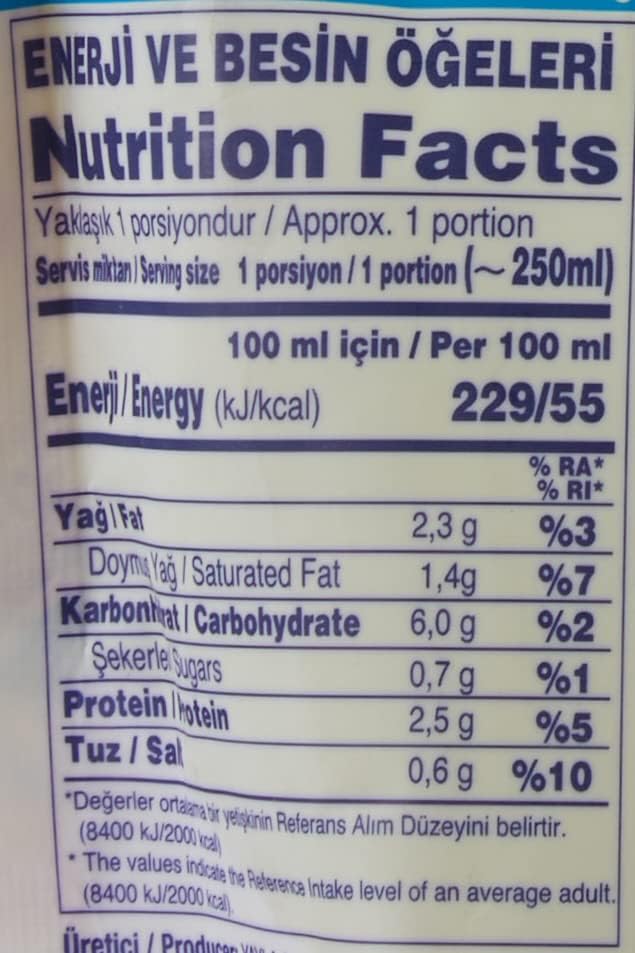 ENERJİ VE BESİN ÖĞELERİ
Nutrition Facts
Yaklaşık 1 porsiyondur / Approx. 1 portion
Servis miktarı / Serving size 1 porsiyon / 1 portion (~ 250ml)
100 ml için / Per 100 ml
Enerji / Energy (kJ/kcal) 229/55
% RA*
% RI*
Yağ / Fat 2,3 g %3
Doymuş Yağ / Saturated Fat 1,4g %7
Karbonhidrat / Carbohydrate 6,0 g %2
Şekerler Sugars 0,7 g %1
Protein / Protein 2,5 g %5
Tuz / Salt 0,6 g %10
*Değerler ortalama bir yetişkinin Referans Alım Düzeyini belirtir.
(8400 kJ/2000 kcal)
* The values indicate the Reference Intake level of an average adult.
(8400 kJ/2000 kcal).
Üretici / Producer: